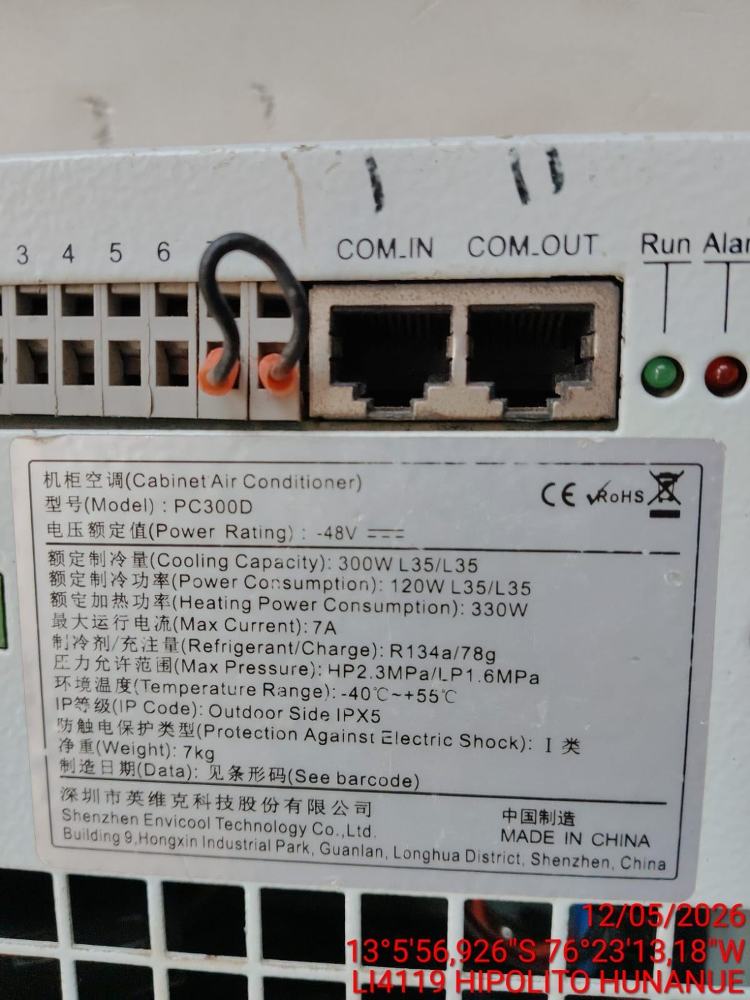 3 4 5 6 COM_IN COM_OUT Run
机柜空调(Cabinet Air Conditioner)
CE RoHS
型号(Model) : PC300D
电压额定值(Power Rating) : -48V
额定制冷量(Cooling Capacity): 300W L35/L35
额定制冷功率(Power Consumption): 120W L35/L35
额定加热功率(Heating Power Consumption): 330W
最大运行电流(Max Current): 7A
制冷剂/充注量(Refrigerant/Charge): R134a/78g
压力允许范围(Max Pressure): HP2.3MPa/LP1.6MPa
环境温度(Temperature Range): -40℃~+55℃
IP等级(IP Code): Outdoor Side IPX5
防触电保护类型(Protection Against Electric Shock): I 类
净重(Weight): 7kg
制造日期(Data): 见条形码(See barcode)
深圳市英维克科技股份有限公司
Shenzhen Envicool Technology Co.,Ltd.
Building 9,Hongxin Industrial Park, Guanlan, Longhua District, Shenzhen, China
中国制造
MADE IN CHINA
12/05/2026
13°5'56,926"S 76°23'13,18"W
LI4119 HIPOLITO HUNANUE